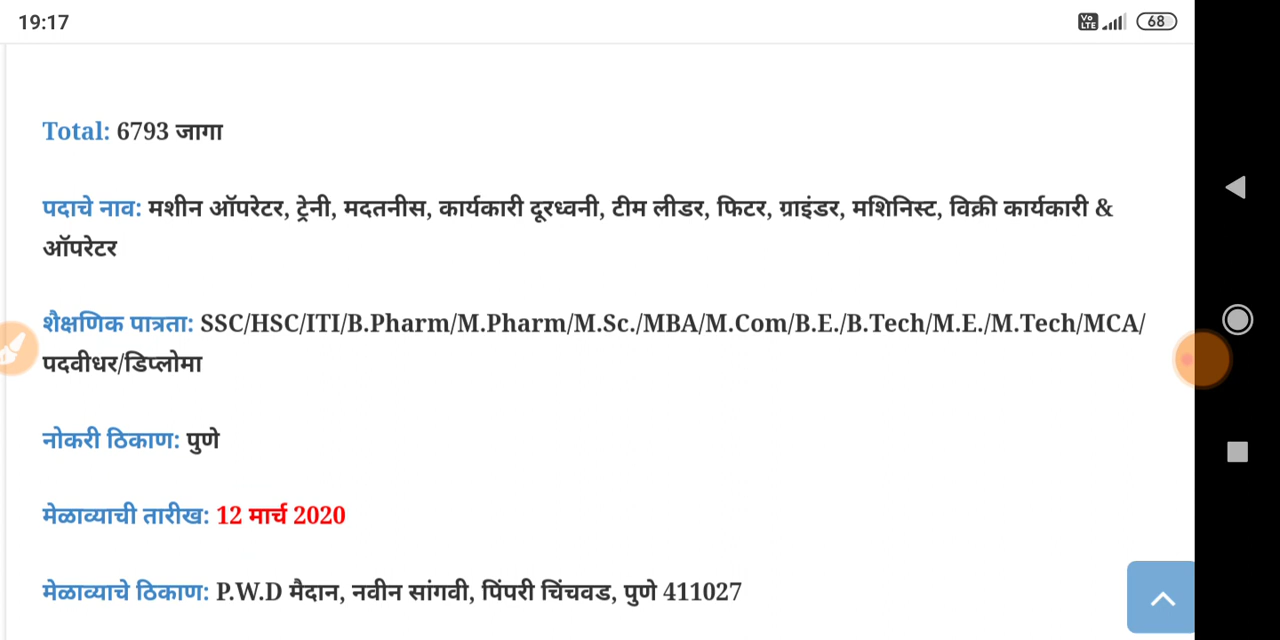 19:17
Vo LTE 68
Total: 6793 जागा
पदाचे नाव: मशीन ऑपरेटर, ट्रेनी, मदतनीस, कार्यकारी दूरध्वनी, टीम लीडर, फिटर, ग्राइंडर, मशिनिस्ट, विक्री कार्यकारी &
ऑपरेटर
शैक्षणिक पात्रता: SSC/HSC/ITI/B.Pharm/M.Pharm/M.Sc./MBA/M.Com/B.E./B.Tech/M.E./M.Tech/MCA/
पदवीधर/डिप्लोमा
नोकरी ठिकाण: पुणे
मेळाव्याची तारीख: 12 मार्च 2020
मेळाव्याचे ठिकाण: P.W.D मैदान, नवीन सांगवी, पिंपरी चिंचवड, पुणे 411027